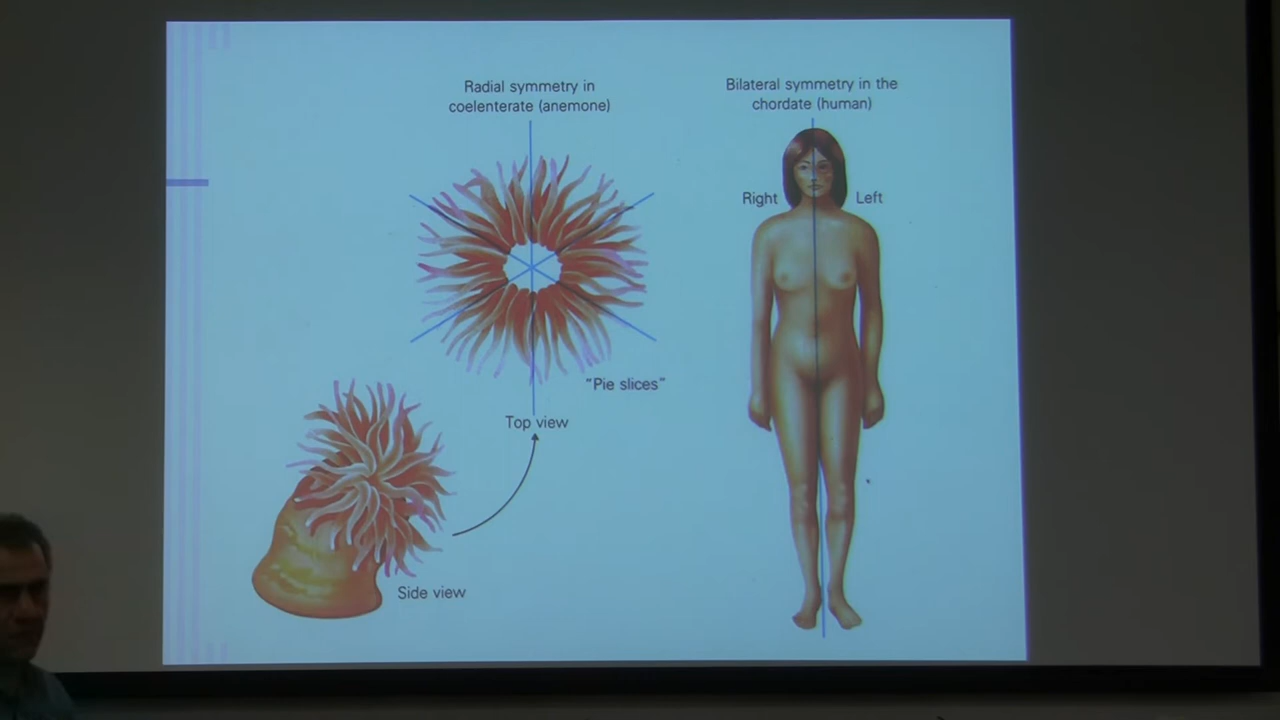 Radial symmetry in
coelenterate (anemone)
Bilateral symmetry in the
chordate (human)
Right
Left
"Pie slices"
Top view
Side view